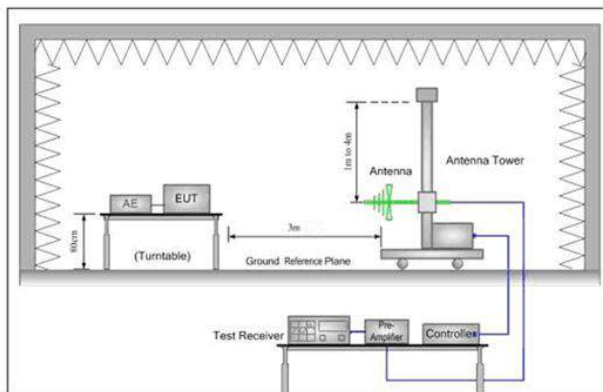 1m to 4m
Antenna
Antenna Tower
AE
EUT
80cm
(Turntable)
3m
Ground Reference Plane
Test Receiver
Pre-
Amplifier
Controller